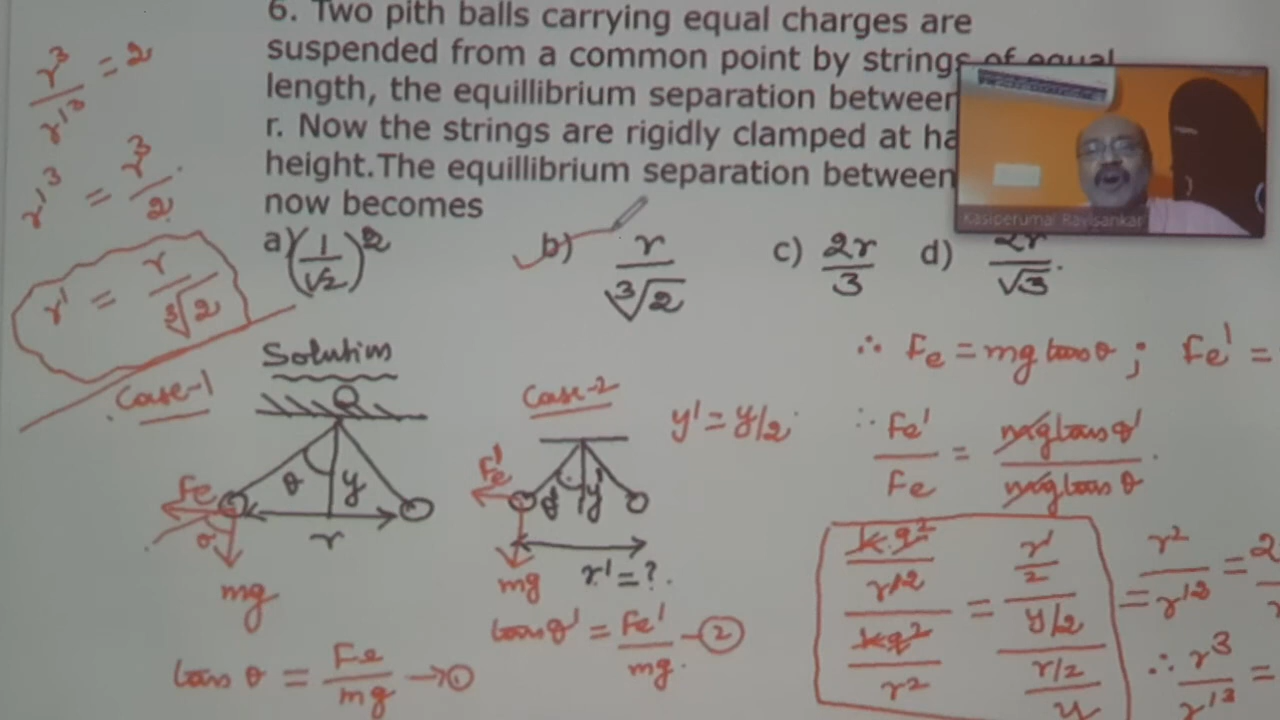 6. Two pith balls carrying equal charges are
suspended from a common point by strings of equal
length, the equillibrium separation between
r. Now the strings are rigidly clamped at ha
height.The equillibrium separation between
now becomes
a) (1/√2)²
b) r/∛2
c) 2r/3
d) 2r/√3.
Kasiperumal Ravisankar
r³/r'³ = 2
r'³ = r³/2.
r' = r/∛2
Solution
Case-1
θ y
Fe
θ
r
mg
tan θ = Fe/mg → ①
Case-2
y' = y/2.
Fe'
θ' y'
mg r' = ?.
tan θ' = Fe'/mg. – ②
∴ Fe = mg tan θ ; Fe' =
∴ Fe'/Fe = mg tan θ'/mg tan θ.
(k.q²/r'²)/(kq²/r²) = ((r'/2)/(y/2))/((r/2)/y) = r²/r'² = 2
∴ r³/r'³ =